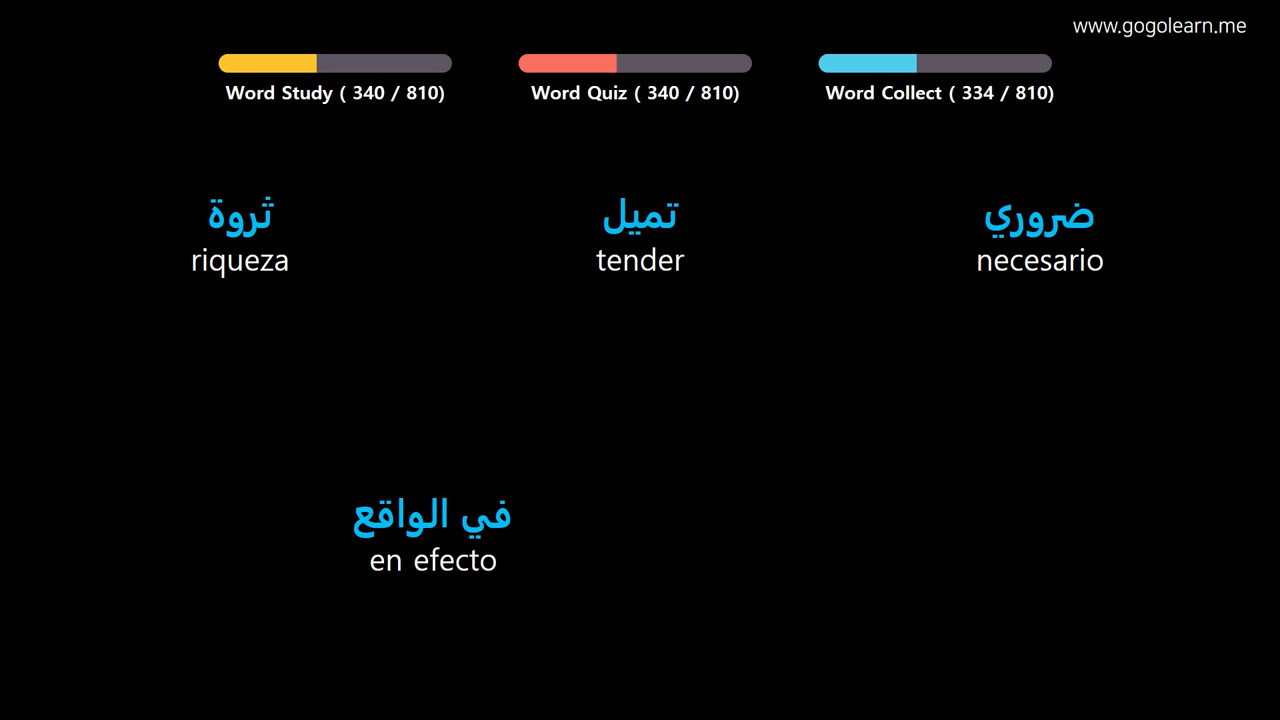 www.gogolearn.me
Word Study ( 340 / 810)
Word Quiz ( 340 / 810)
Word Collect ( 334 / 810)
ثروة
riqueza
تميل
tender
ضروري
necesario
في الواقع
en efecto